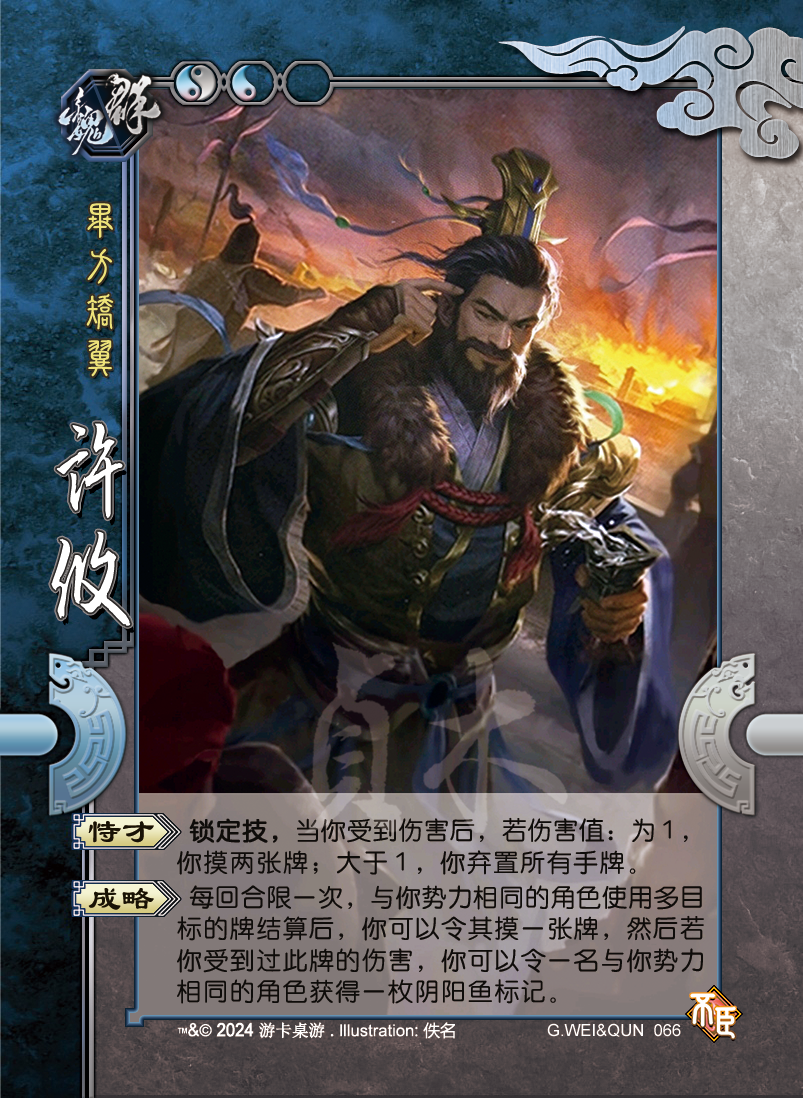 魏 群
畢方矯翼
许攸
贞木
恃才 锁定技，当你受到伤害后，若伤害值：为1，
你摸两张牌；大于1，你弃置所有手牌。
成略 每回合限一次，与你势力相同的角色使用多目
标的牌结算后，你可以令其摸一张牌，然后若
你受到过此牌的伤害，你可以令一名与你势力
相同的角色获得一枚阴阳鱼标记。
™&© 2024 游卡桌游 . Illustration: 佚名
G.WEI&QUN 066
不臣